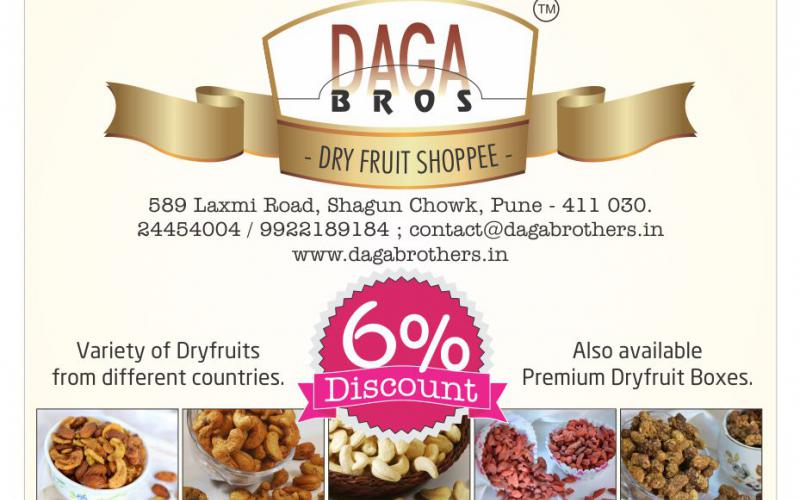 TM
DAGA
BROS
- DRY FRUIT SHOPPEE -
589 Laxmi Road, Shagun Chowk, Pune - 411 030.
24454004 / 9922189184 ; contact@dagabrothers.in
www.dagabrothers.in
6%
Discount
Variety of Dryfruits
from different countries.
Also available
Premium Dryfruit Boxes.